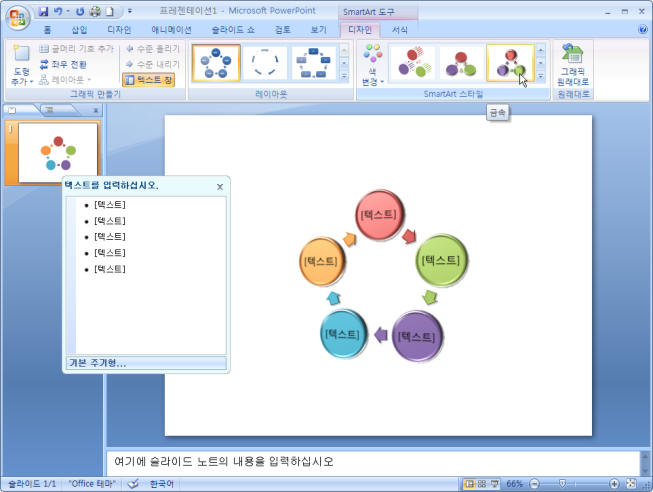 프레젠테이션1 - Microsoft PowerPoint
SmartArt 도구
홈 삽입 디자인 애니메이션 슬라이드 쇼 검토 보기 디자인 서식
도형 추가
글머리 기호 추가
좌우 전환
레이아웃
수준 올리기
수준 내리기
텍스트 창
그래픽 만들기
레이아웃
색 변경
SmartArt 스타일
그래픽 원래대로
원래대로
금속
1
텍스트를 입력하십시오.
[텍스트]
[텍스트]
[텍스트]
[텍스트]
[텍스트]
기본 주기형...
[텍스트]
[텍스트]
[텍스트]
[텍스트]
[텍스트]
여기에 슬라이드 노트의 내용을 입력하십시오
슬라이드 1/1 "Office 테마" 한국어 66%